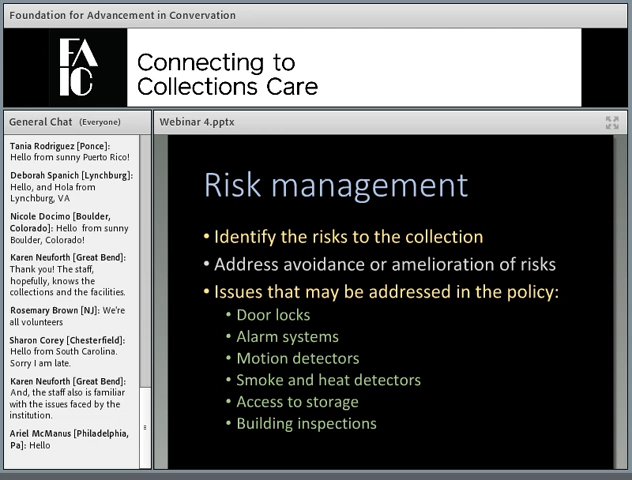 Foundation for Advancement in Convervation
FA
IC
Connecting to
Collections Care
General Chat (Everyone)
Tania Rodriguez [Ponce]:
Hello from sunny Puerto Rico!
Deborah Spanich [Lynchburg]:
Hello, and Hola from
Lynchburg, VA
Nicole Docimo [Boulder,
Colorado]: Hello from sunny
Boulder, Colorado!
Karen Neuforth [Great Bend]:
Thank you! The staff,
hopefully, knows the
collections and the facilities.
Rosemary Brown [NJ]: We're
all volunteers
Sharon Corey [Chesterfield]:
Hello from South Carolina.
Sorry I am late.
Karen Neuforth [Great Bend]:
And, the staff also is familiar
with the issues faced by the
institution.
Ariel McManus [Philadelphia,
Pa]: Hello
Webinar 4.pptx
Risk management
• Identify the risks to the collection
• Address avoidance or amelioration of risks
• Issues that may be addressed in the policy:
• Door locks
• Alarm systems
• Motion detectors
• Smoke and heat detectors
• Access to storage
• Building inspections